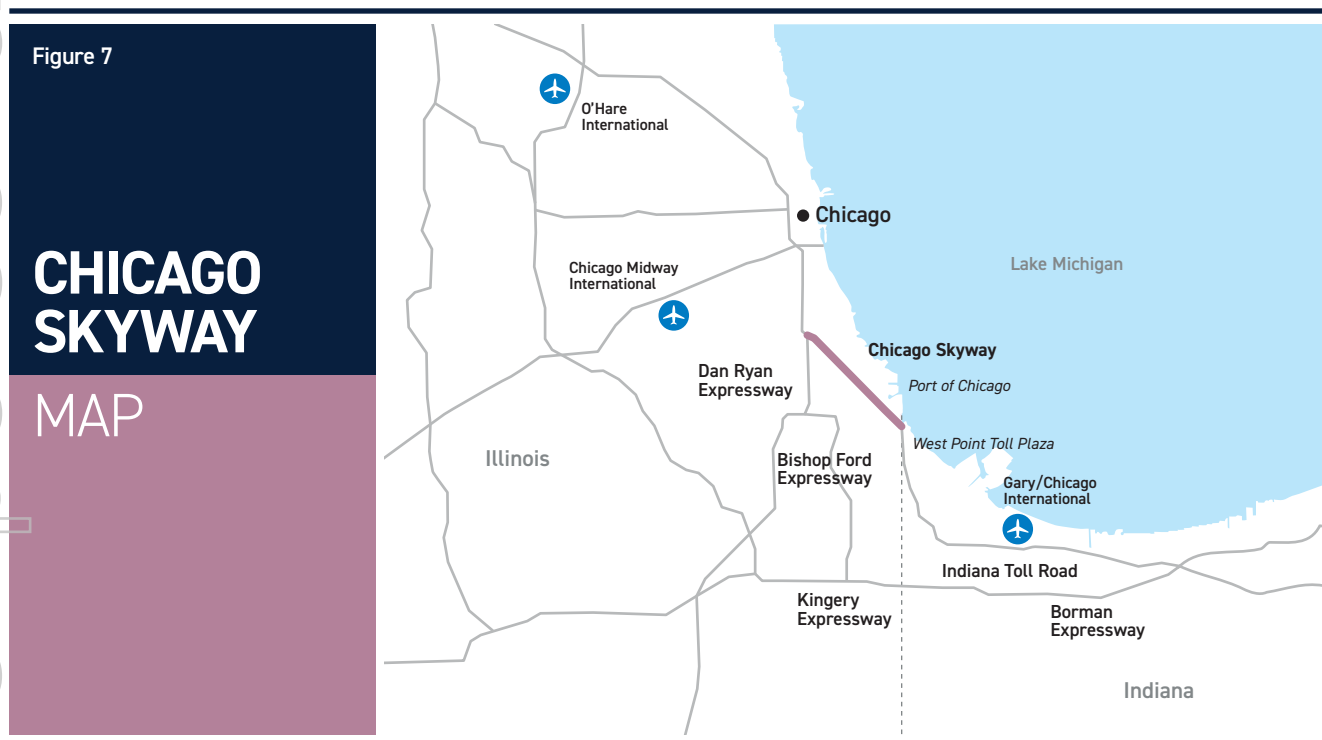 Figure 7
CHICAGO
SKYWAY
MAP
O'Hare
International
Chicago
Lake Michigan
Chicago Midway
International
Chicago Skyway
Dan Ryan
Expressway
Port of Chicago
West Point Toll Plaza
Illinois
Bishop Ford
Expressway
Gary/Chicago
International
Indiana Toll Road
Kingery
Expressway
Borman
Expressway
Indiana